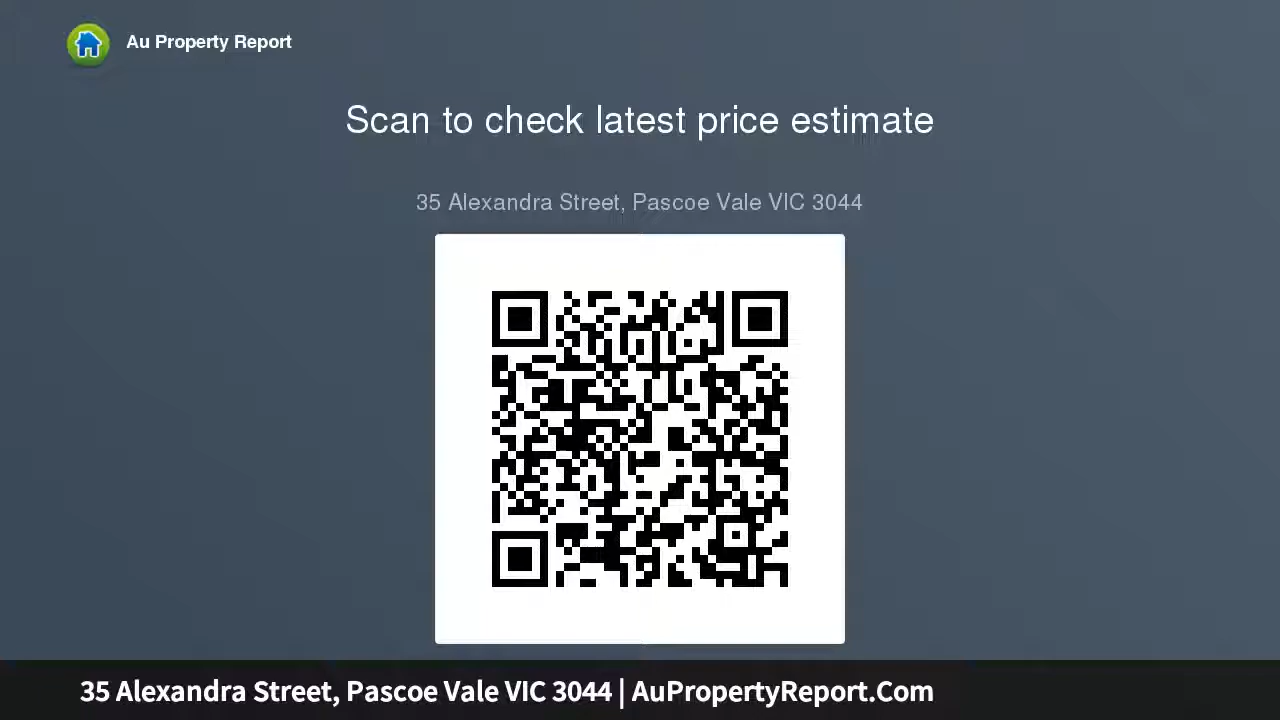 Au Property Report
Scan to check latest price estimate
35 Alexandra Street, Pascoe Vale VIC 3044
35 Alexandra Street, Pascoe Vale VIC 3044 | AuPropertyReport.Com